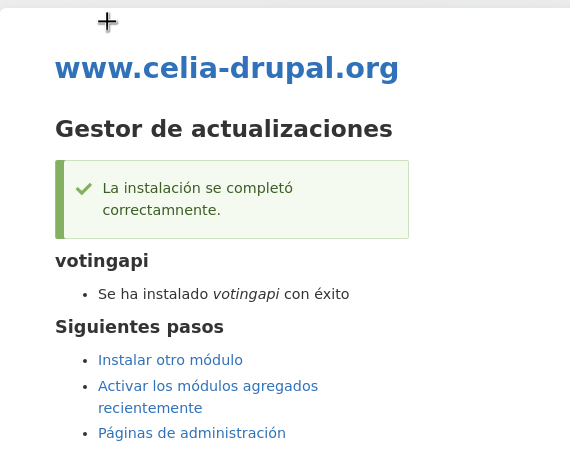 www.celia-drupal.org
Gestor de actualizaciones
La instalación se completó
correctamnente.
votingapi
Se ha instalado votingapi con éxito
Siguientes pasos
Instalar otro módulo
Activar los módulos agregados
recientemente
Páginas de administración